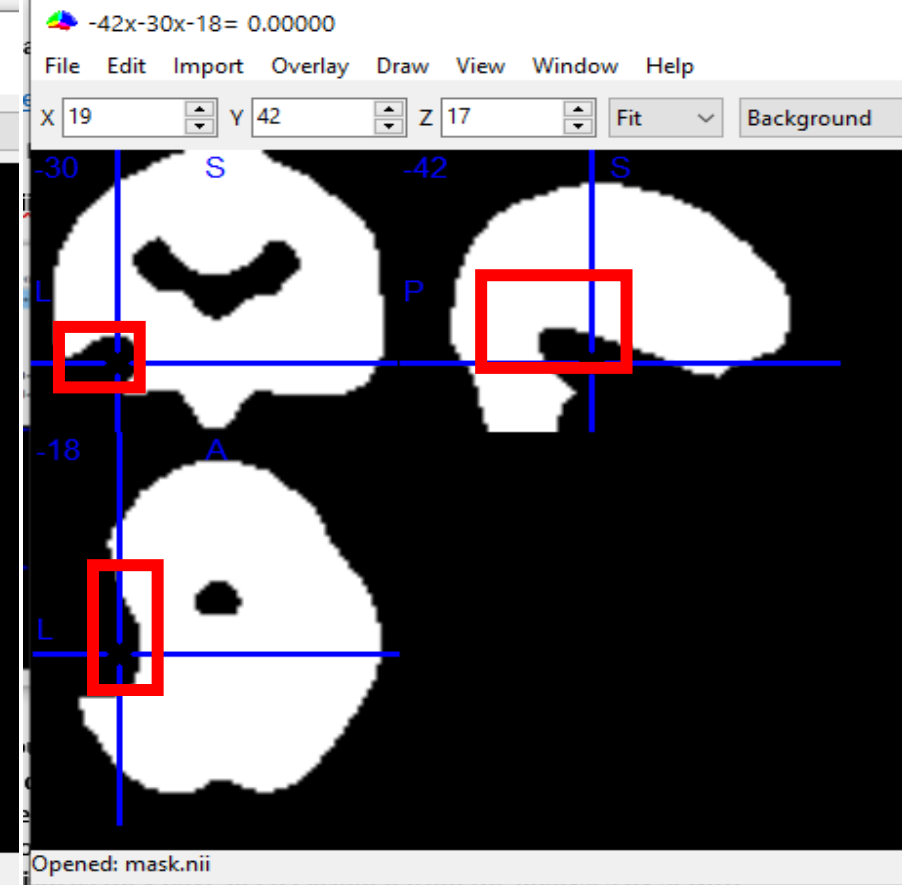 -42x-30x-18= 0.00000
File Edit Import Overlay Draw View Window Help
X 19 Y 42 Z 17 Fit Background
-30 S -42 S
L P
-18 A
L
Opened: mask.nii